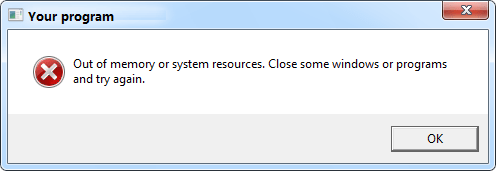 Your program
Out of memory or system resources. Close some windows or programs
and try again.
OK